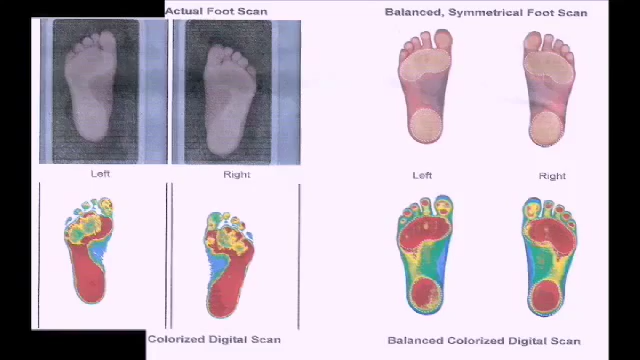 Actual Foot Scan
Balanced, Symmetrical Foot Scan
Left
Right
Left
Right
Colorized Digital Scan
Balanced Colorized Digital Scan